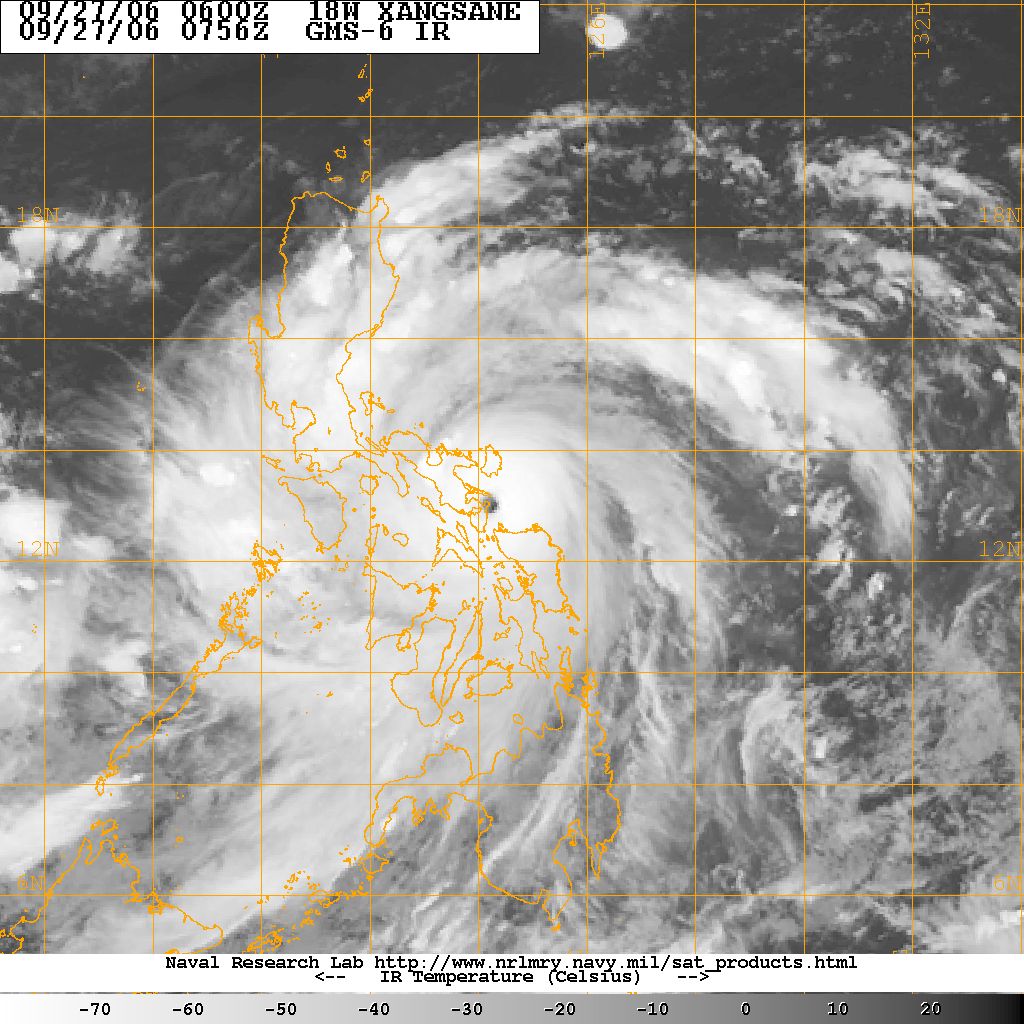 09/27/06 0600Z 18W XANGSANE
09/27/06 0756Z GMS-6 IR
126E 132E
18N 18N
12N 12N
6N 6N
Naval Research Lab http://www.nrlmry.navy.mil/sat_products.html
<-- IR Temperature (Celsius) -->
-70 -60 -50 -40 -30 -20 -10 0 10 20